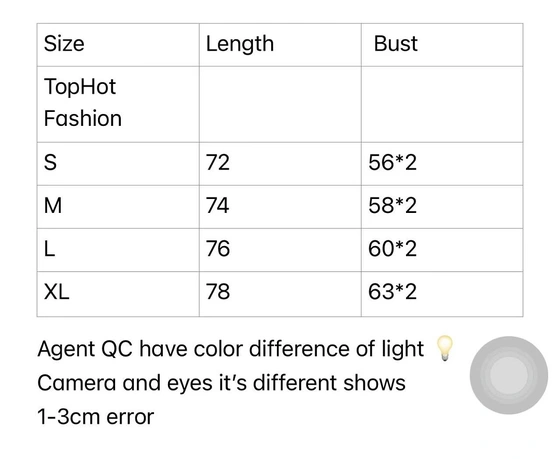 Size Length Bust
TopHot
Fashion
S 72 56*2
M 74 58*2
L 76 60*2
XL 78 63*2
Agent QC have color difference of light 💡
Camera and eyes it's different shows
1-3cm error